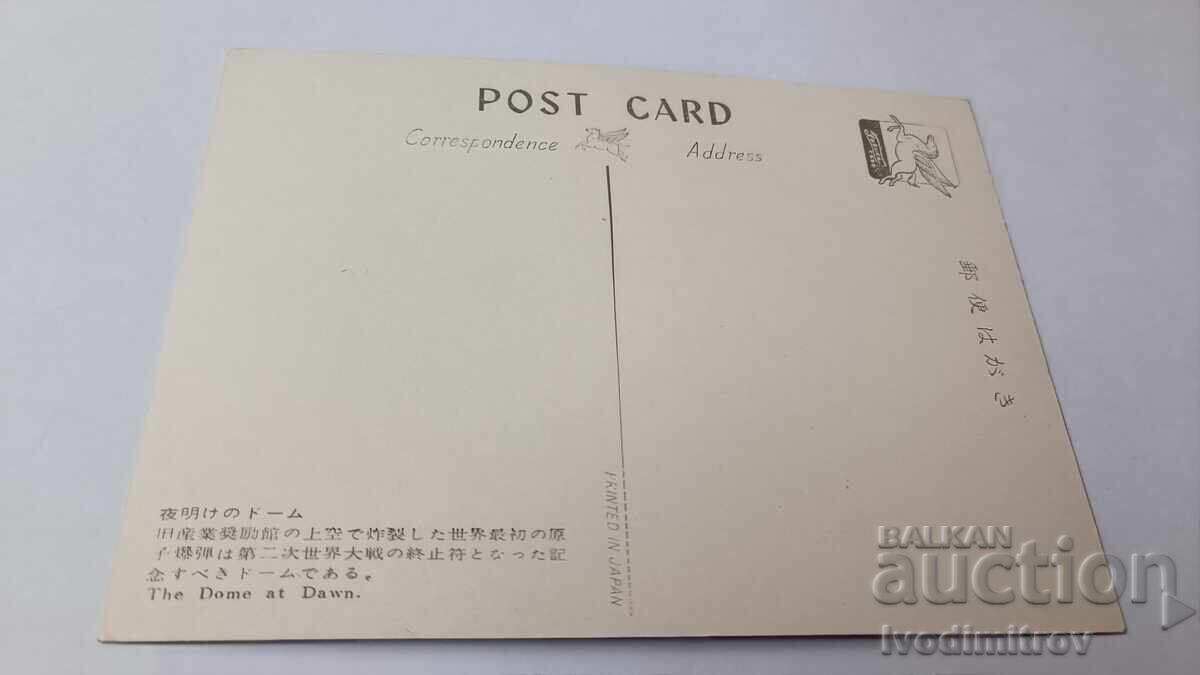 POST CARD
Correspondence
Address
郵便はがき
夜明けのドーム
旧産業奨励館の上空で炸裂した世界最初の原
子爆弾は第二次世界大戦の終止符となった記
念すべきドームである。
The Dome at Dawn.
PRINTED IN JAPAN
BALKAN
auction
Ivodimitrov